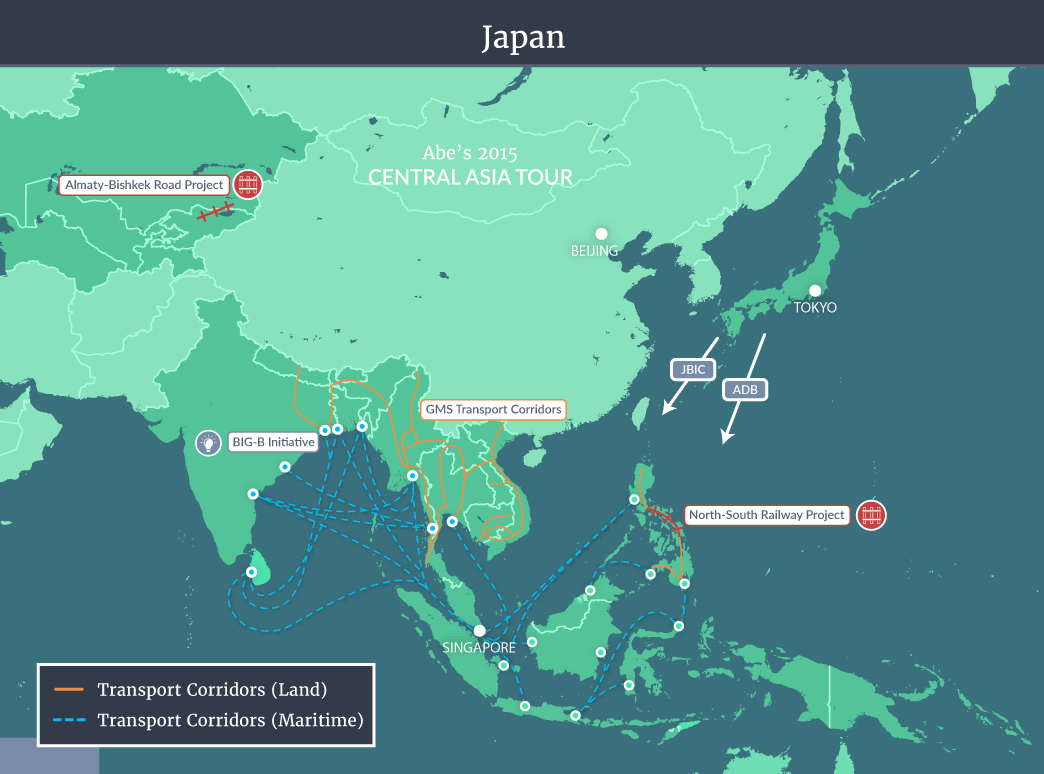 Japan
Abe's 2015
CENTRAL ASIA TOUR
Almaty-Bishkek Road Project
BEIJING
TOKYO
JBIC
ADB
GMS Transport Corridors
BIG-B Initiative
North-South Railway Project
SINGAPORE
Transport Corridors (Land)
Transport Corridors (Maritime)